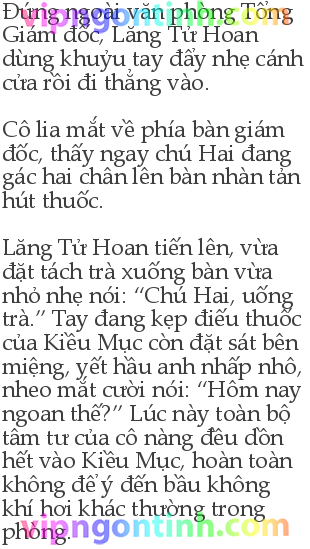 Đứng ngoài văn phòng Tổng
Giám đốc, Lăng Tử Hoan
dùng khuỷu tay đẩy nhẹ cánh
cửa rồi đi thẳng vào.
Cô lia mắt về phía bàn giám
đốc, thấy ngay chú Hai đang
gác hai chân lên bàn nhàn tản
hút thuốc.
Lăng Tử Hoan tiến lên, vừa
đặt tách trà xuống bàn vừa
nhỏ nhẹ nói: “Chú Hai, uống
trà.” Tay đang kẹp điếu thuốc
của Kiều Mục còn đặt sát bên
miệng, yết hầu anh nhấp nhô,
nheo mắt cười nói: “Hôm nay
ngoan thế?” Lúc này toàn bộ
tâm tư của cô nàng đều dồn
hết vào Kiều Mục, hoàn toàn
không để ý đến bầu không
khí hơi khác thường trong
phòng.
vipngontinh.com
vipngontinh.com